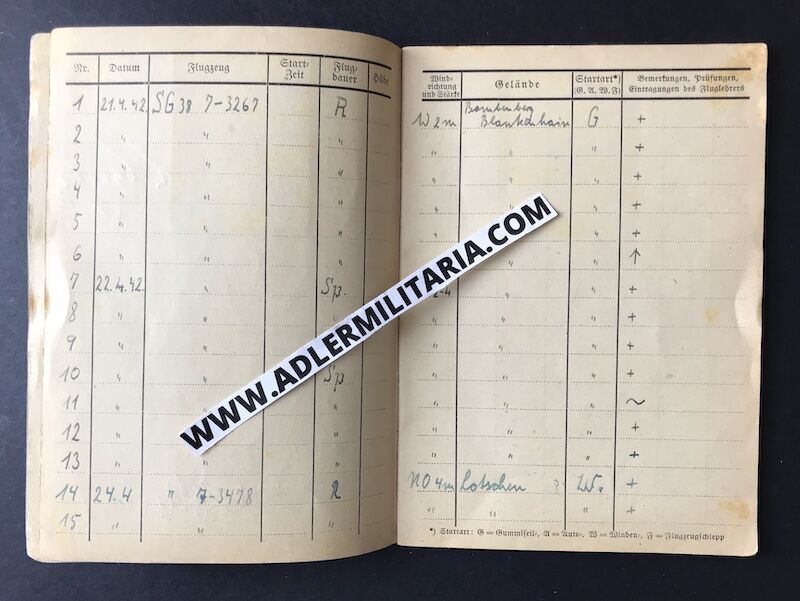 Nr. Datum Flugzeug Start-Zeit Flug-dauer Höhe
1 21.4.42 SG 38 7-3267 R
2 " " "
3 " " "
4 " " "
5 " " "
6 " " "
7 22.4.42. " Sp.
8 " " "
9 " "
10 " " Sp
11 " " "
12 " " "
13 " " "
14 24.4 " 7-3478 R
15 " "
Wind-richtung und Stärke Gelände Startart*) (G. A. W. F) Bemerkungen, Prüfungen, Eintragungen des Fluglehrers
W 2 m Blankenhain G +
" " " +
" " " +
" " " +
" " " +
" " ↑
2-4 " " +
" " " +
" " " +
" " " +
" " " ~
" " " +
" " " +
NO 4 m W. +
" " " +
*) Startart: G = Gummiseil-, A = Auto-, W = Winden-, F = Flugzeugschlepp
WWW.ADLERMILITARIA.COM